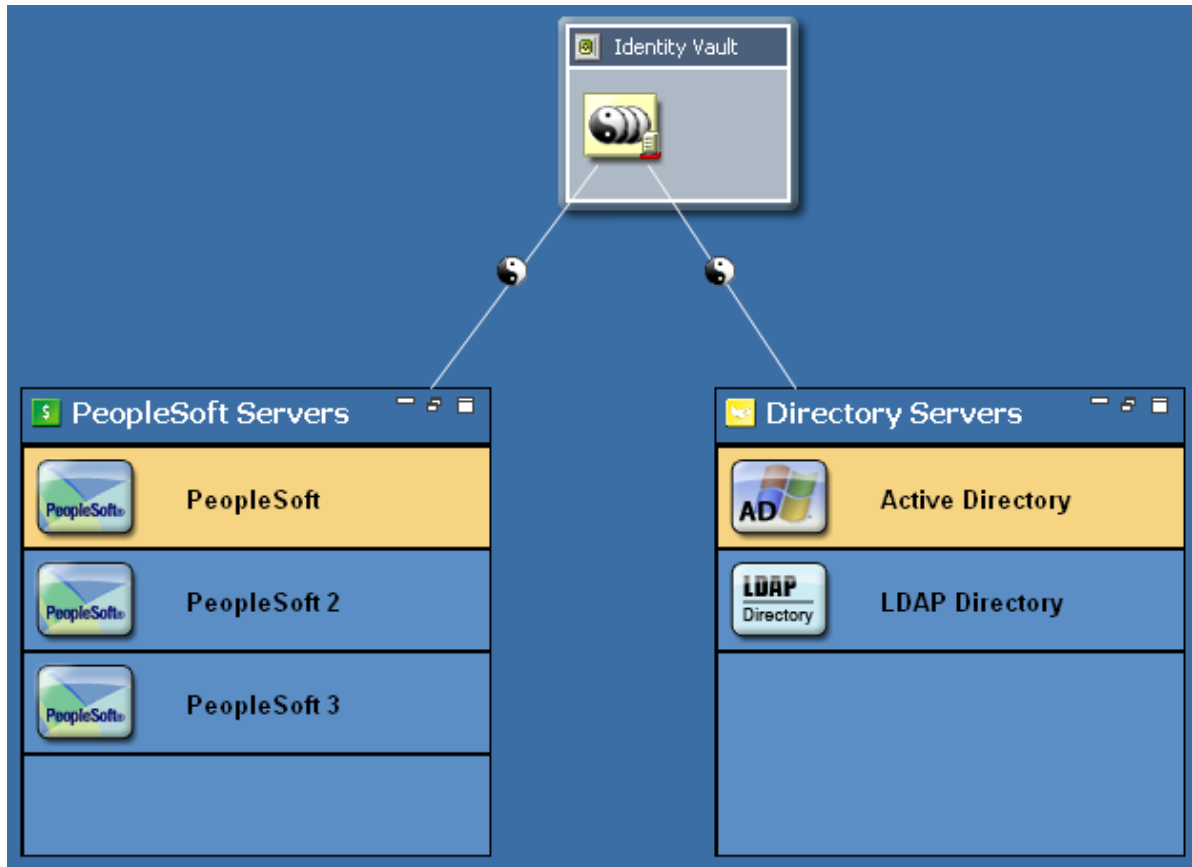 Identity Vault
$ PeopleSoft Servers
Directory Servers
PeopleSoft® PeopleSoft
AD Active Directory
PeopleSoft® PeopleSoft 2
LDAP
Directory
LDAP Directory
PeopleSoft® PeopleSoft 3